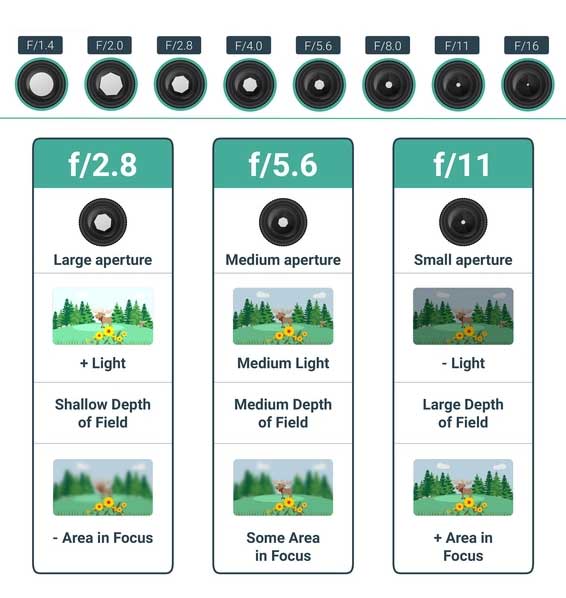 F/1.4
F/2.0
F/2.8
F/4.0
F/5.6
F/8.0
F/11
F/16
f/2.8
Large aperture
+ Light
Shallow Depth
of Field
- Area in Focus
f/5.6
Medium aperture
Medium Light
Medium Depth
of Field
Some Area
in Focus
f/11
Small aperture
- Light
Large Depth
of Field
+ Area in
Focus